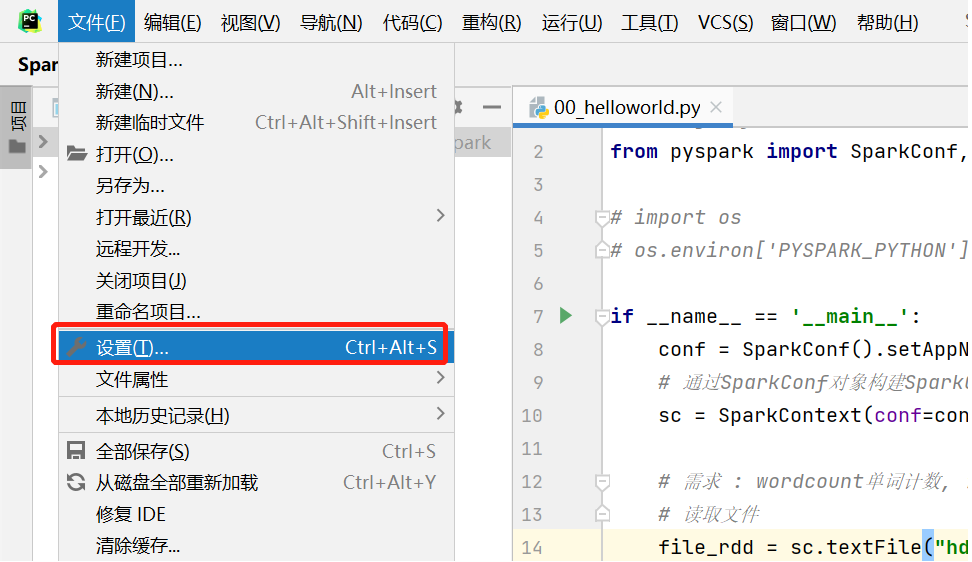 PC 文件(F) 编辑(E) 视图(V) 导航(N) 代码(C) 重构(R) 运行(U) 工具(T) VCS(S) 窗口(W) 帮助(H)
Spar
项目
park
新建项目...
新建(N)... Alt+Insert
新建临时文件 Ctrl+Alt+Shift+Insert
打开(O)...
另存为...
打开最近(R)
远程开发...
关闭项目(J)
重命名项目...
设置(T)... Ctrl+Alt+S
文件属性
本地历史记录(H)
全部保存(S) Ctrl+S
从磁盘全部重新加载 Ctrl+Alt+Y
修复 IDE
清除缓存...
00_helloworld.py
2 from pyspark import SparkConf,
3
4 # import os
5 # os.environ['PYSPARK_PYTHON']
6
7 if __name__ == '__main__':
8 conf = SparkConf().setAppN
9 # 通过SparkConf对象构建Spark
10 sc = SparkContext(conf=con
11
12 # 需求 : wordcount单词计数,
13 # 读取文件
14 file_rdd = sc.textFile("hd